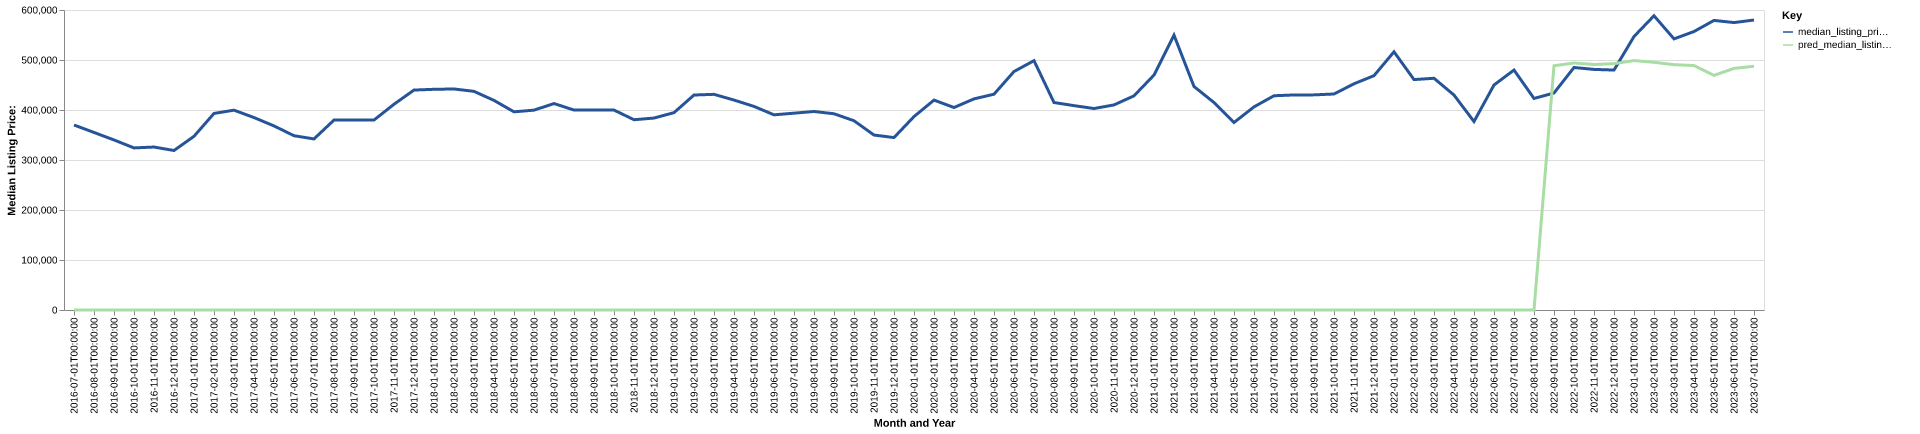 600,000
500,000
400,000
300,000
200,000
100,000
0
Median Listing Price:
2016-07-01T00:00:00
2016-08-01T00:00:00
2016-09-01T00:00:00
2016-10-01T00:00:00
2016-11-01T00:00:00
2016-12-01T00:00:00
2017-01-01T00:00:00
2017-02-01T00:00:00
2017-03-01T00:00:00
2017-04-01T00:00:00
2017-05-01T00:00:00
2017-06-01T00:00:00
2017-07-01T00:00:00
2017-08-01T00:00:00
2017-09-01T00:00:00
2017-10-01T00:00:00
2017-11-01T00:00:00
2017-12-01T00:00:00
2018-01-01T00:00:00
2018-02-01T00:00:00
2018-03-01T00:00:00
2018-04-01T00:00:00
2018-05-01T00:00:00
2018-06-01T00:00:00
2018-07-01T00:00:00
2018-08-01T00:00:00
2018-09-01T00:00:00
2018-10-01T00:00:00
2018-11-01T00:00:00
2018-12-01T00:00:00
2019-01-01T00:00:00
2019-02-01T00:00:00
2019-03-01T00:00:00
2019-04-01T00:00:00
2019-05-01T00:00:00
2019-06-01T00:00:00
2019-07-01T00:00:00
2019-08-01T00:00:00
2019-09-01T00:00:00
2019-10-01T00:00:00
2019-11-01T00:00:00
2019-12-01T00:00:00
2020-01-01T00:00:00
2020-02-01T00:00:00
2020-03-01T00:00:00
2020-04-01T00:00:00
2020-05-01T00:00:00
2020-06-01T00:00:00
2020-07-01T00:00:00
2020-08-01T00:00:00
2020-09-01T00:00:00
2020-10-01T00:00:00
2020-11-01T00:00:00
2020-12-01T00:00:00
2021-01-01T00:00:00
2021-02-01T00:00:00
2021-03-01T00:00:00
2021-04-01T00:00:00
2021-05-01T00:00:00
2021-06-01T00:00:00
2021-07-01T00:00:00
2021-08-01T00:00:00
2021-09-01T00:00:00
2021-10-01T00:00:00
2021-11-01T00:00:00
2021-12-01T00:00:00
2022-01-01T00:00:00
2022-02-01T00:00:00
2022-03-01T00:00:00
2022-04-01T00:00:00
2022-05-01T00:00:00
2022-06-01T00:00:00
2022-07-01T00:00:00
2022-08-01T00:00:00
2022-09-01T00:00:00
2022-10-01T00:00:00
2022-11-01T00:00:00
2022-12-01T00:00:00
2023-01-01T00:00:00
2023-02-01T00:00:00
2023-03-01T00:00:00
2023-04-01T00:00:00
2023-05-01T00:00:00
2023-06-01T00:00:00
2023-07-01T00:00:00
Month and Year
Key
median_listing_pri…
pred_median_listin…